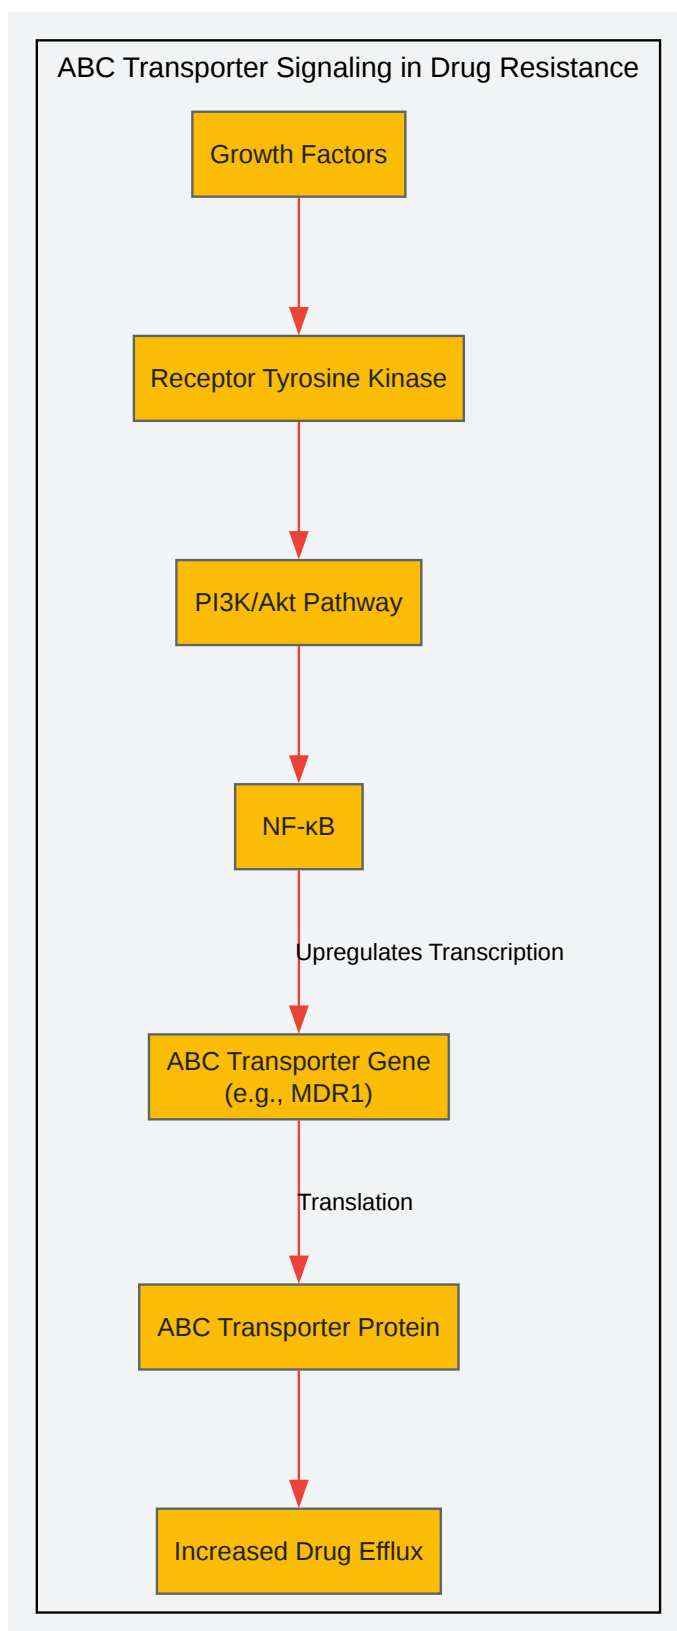 ABC Transporter Signaling in Drug Resistance
Growth Factors
Receptor Tyrosine Kinase
PI3K/Akt Pathway
NF-κB
Upregulates Transcription
ABC Transporter Gene
(e.g., MDR1)
Translation
ABC Transporter Protein
Increased Drug Efflux